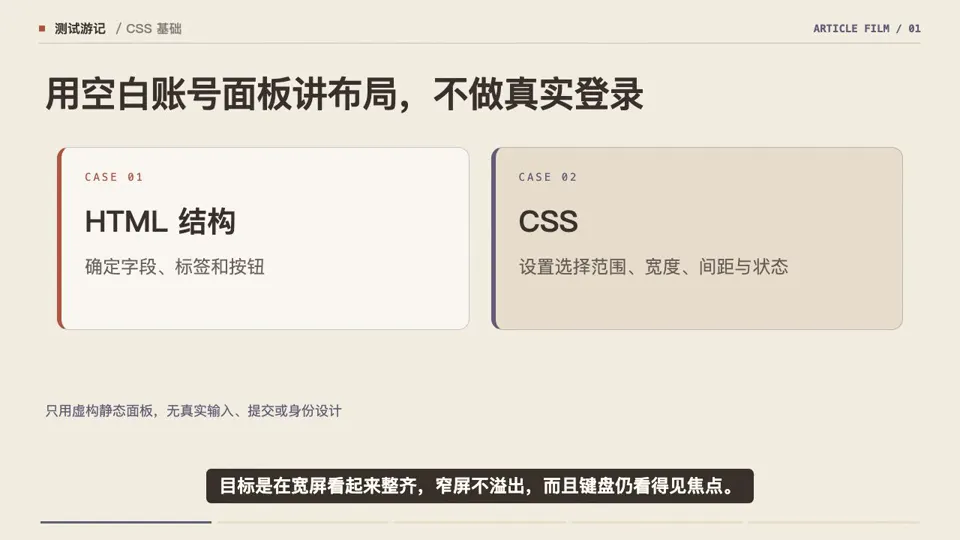 测试游记 / CSS 基础
ARTICLE FILM / 01
用空白账号面板讲布局，不做真实登录
CASE 01
HTML 结构
确定字段、标签和按钮
CASE 02
CSS
设置选择范围、宽度、间距与状态
只用虚构静态面板，无真实输入、提交或身份设计
目标是在宽屏看起来整齐，窄屏不溢出，而且键盘仍看得见焦点。